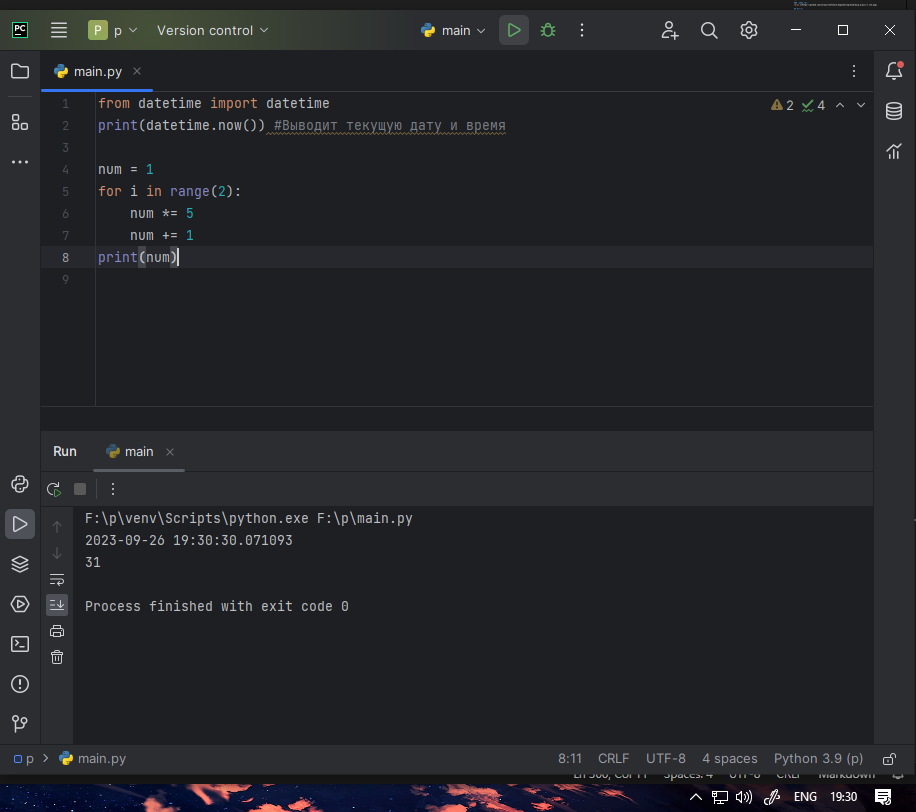 PC
P p Version control main
main.py
1 from datetime import datetime
2 print(datetime.now()) #Выводит текущую дату и время
3
4 num = 1
5 for i in range(2):
6 num *= 5
7 num += 1
8 print(num)
9
2 4
Run main
F:\p\venv\Scripts\python.exe F:\p\main.py
2023-09-26 19:30:30.071093
31
Process finished with exit code 0
p main.py 8:11 CRLF UTF-8 4 spaces Python 3.9 (p)
ENG 19:30